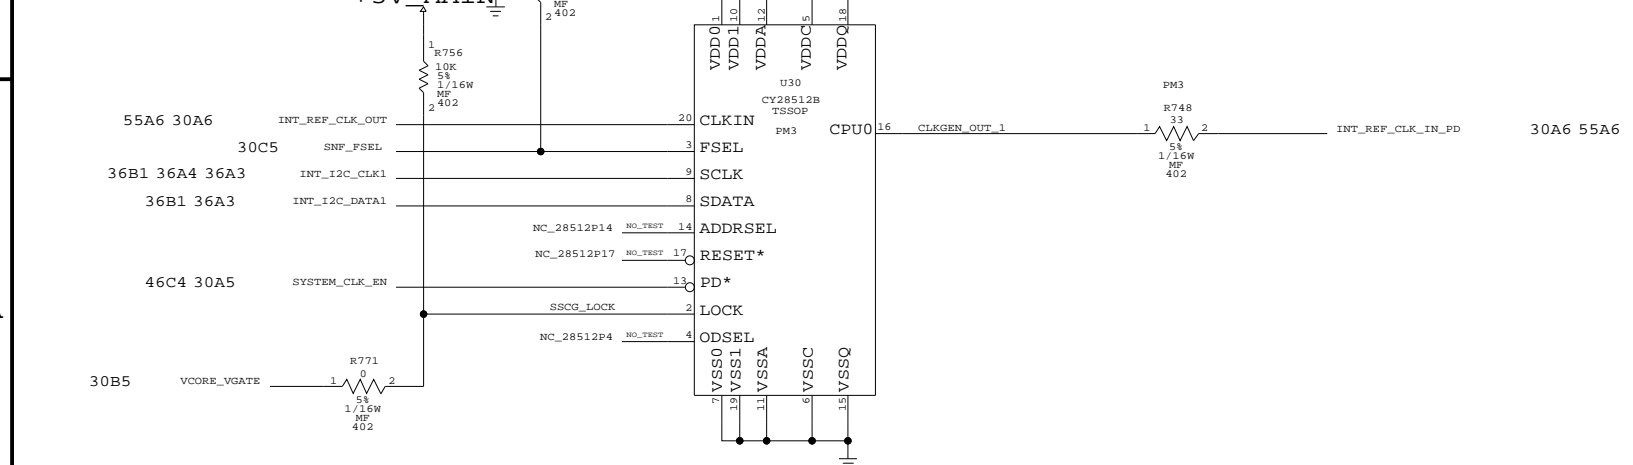 MF
402
2
1
R756
10K
5%
1/16W
MF
402
2
VDD0 1
VDD1 10
VDDA 12
VDDC 5
VDDQ 18
U30
CY28512B
TSSOP
PM3
55A6 30A6 INT_REF_CLK_OUT 20 CLKIN
30C5 SNF_FSEL 3 FSEL
36B1 36A4 36A3 INT_I2C_CLK1 9 SCLK
36B1 36A3 INT_I2C_DATA1 8 SDATA
NC_28512P14 NO_TEST 14 ADDRSEL
NC_28512P17 NO_TEST 17 RESET*
46C4 30A5 SYSTEM_CLK_EN 13 PD*
SSCG_LOCK 2 LOCK
NC_28512P4 NO_TEST 4 ODSEL
CPU0 16 CLKGEN_OUT_1
PM3
R748
33
1 2
5%
1/16W
MF
402
INT_REF_CLK_IN_PD 30A6 55A6
R771
0
30B5 VCORE_VGATE 1 2
5%
1/16W
MF
402
VSS0 7
VSS1 19
VSSA 11
VSSC 6
VSSQ 15